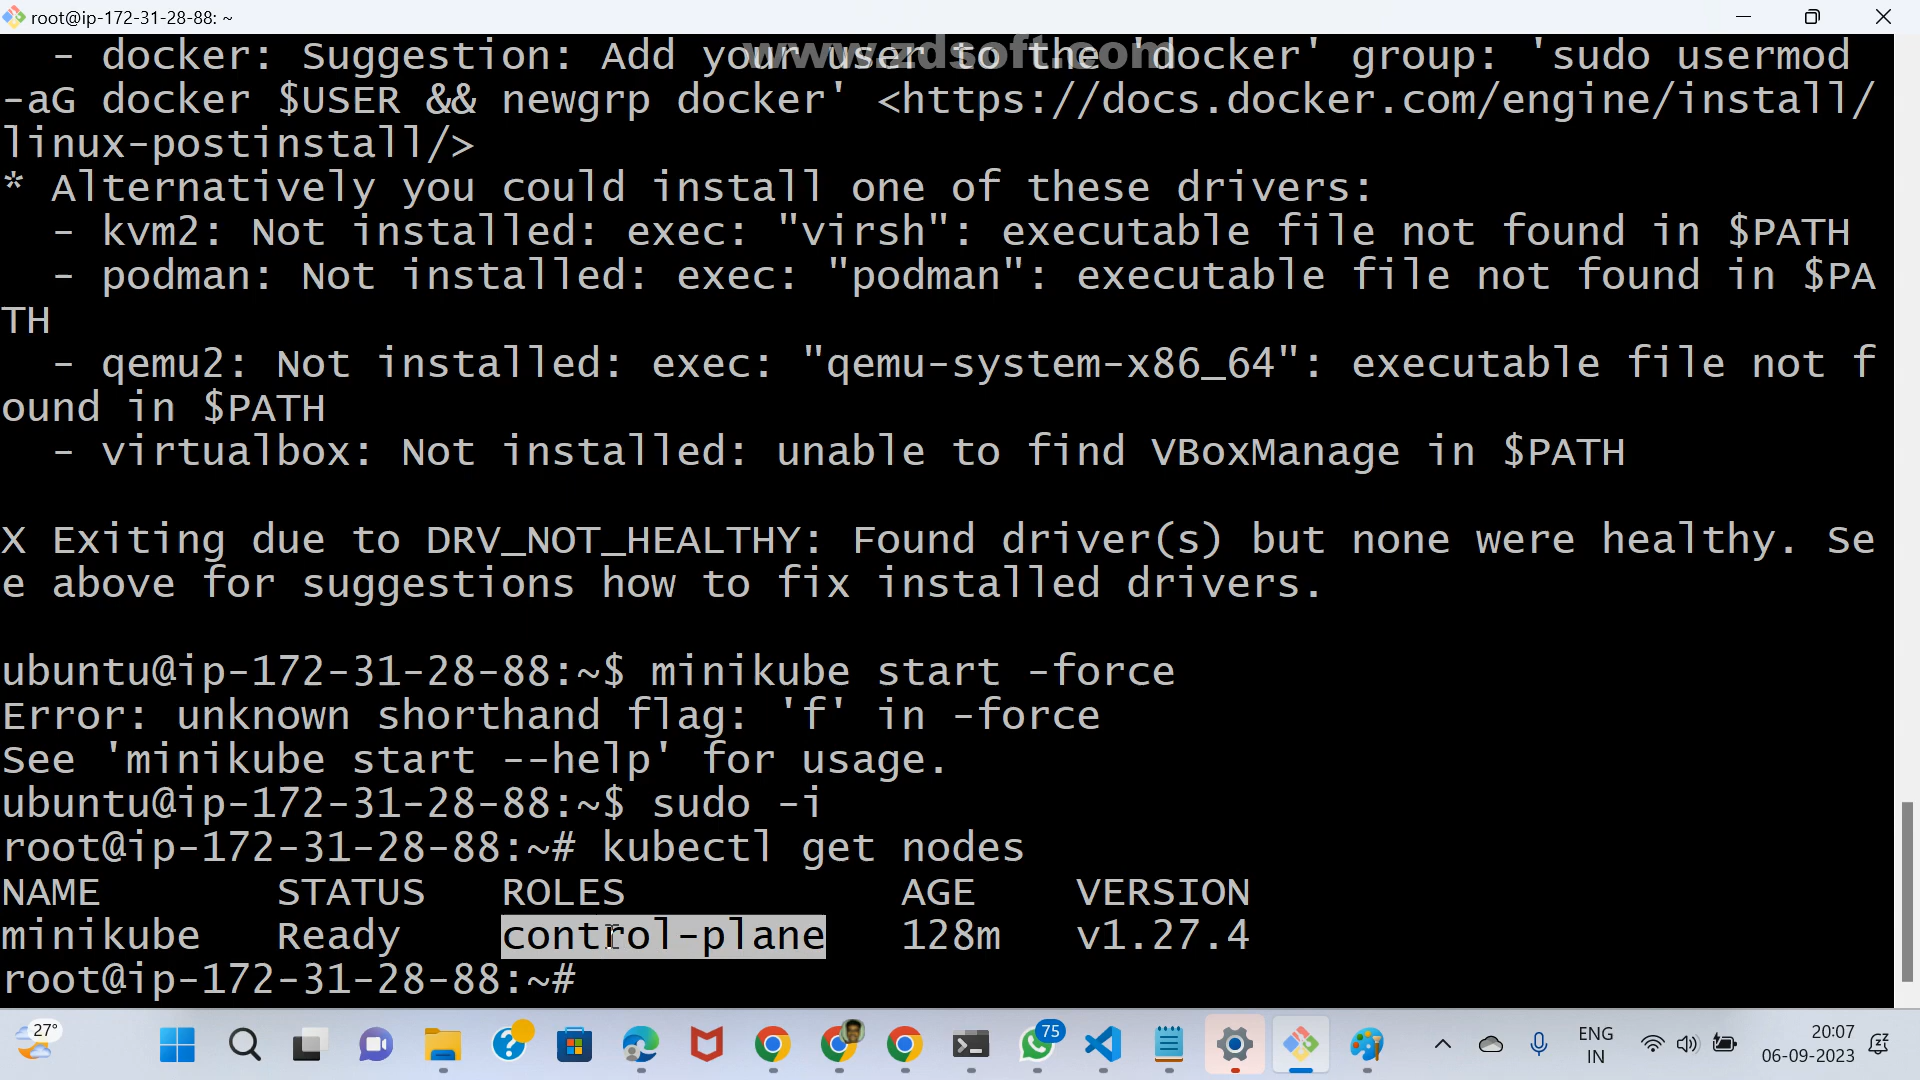 root@ip-172-31-28-88: ~
www.zdsoft.com
- docker: Suggestion: Add your user to the 'docker' group: 'sudo usermod
-aG docker $USER && newgrp docker' <https://docs.docker.com/engine/install/
linux-postinstall/>
* Alternatively you could install one of these drivers:
- kvm2: Not installed: exec: "virsh": executable file not found in $PATH
- podman: Not installed: exec: "podman": executable file not found in $PA
TH
- qemu2: Not installed: exec: "qemu-system-x86_64": executable file not f
ound in $PATH
- virtualbox: Not installed: unable to find VBoxManage in $PATH
X Exiting due to DRV_NOT_HEALTHY: Found driver(s) but none were healthy. Se
e above for suggestions how to fix installed drivers.
ubuntu@ip-172-31-28-88:~$ minikube start -force
Error: unknown shorthand flag: 'f' in -force
See 'minikube start --help' for usage.
ubuntu@ip-172-31-28-88:~$ sudo -i
root@ip-172-31-28-88:~# kubectl get nodes
NAME STATUS ROLES AGE VERSION
minikube Ready control-plane 128m v1.27.4
root@ip-172-31-28-88:~#
27°
75
ENG
IN
20:07
06-09-2023